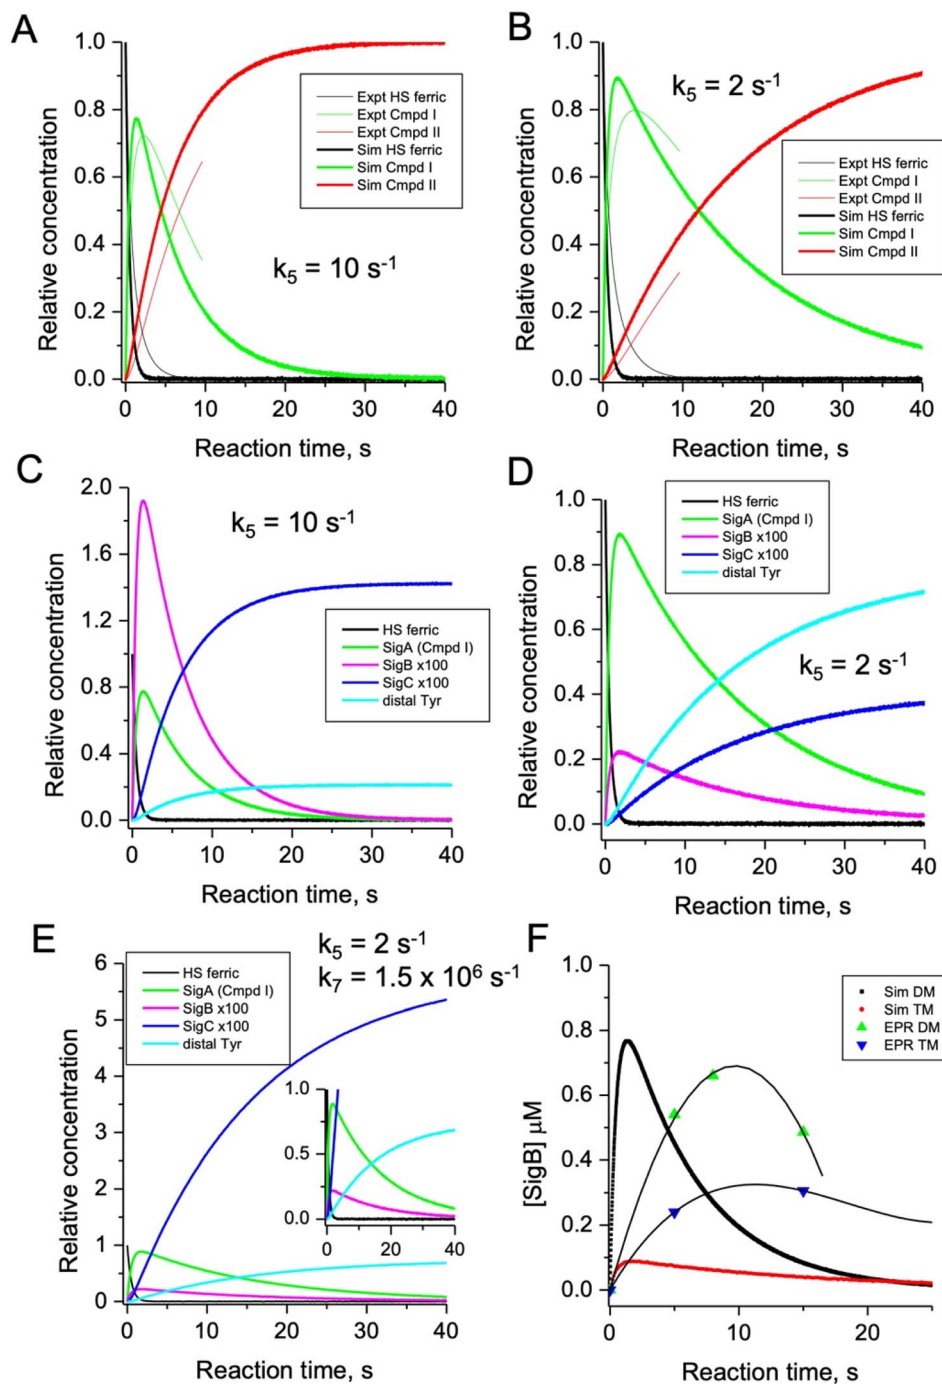 A
1.0
0.8
0.6
0.4
0.2
0.0
Relative concentration
Expt HS ferric
Expt Cmpd I
Expt Cmpd II
Sim HS ferric
Sim Cmpd I
Sim Cmpd II
k₅ = 10 s⁻¹
0 10 20 30 40
Reaction time, s
B
1.0
0.8
0.6
0.4
0.2
0.0
Relative concentration
k₅ = 2 s⁻¹
Expt HS ferric
Expt Cmpd I
Expt Cmpd II
Sim HS ferric
Sim Cmpd I
Sim Cmpd II
0 10 20 30 40
Reaction time, s
C
2.0
1.6
1.2
0.8
0.4
0.0
Relative concentration
k₅ = 10 s⁻¹
HS ferric
SigA (Cmpd I)
SigB x100
SigC x100
distal Tyr
0 10 20 30 40
Reaction time, s
D
1.0
0.8
0.6
0.4
0.2
0.0
Relative concentration
HS ferric
SigA (Cmpd I)
SigB x100
SigC x100
distal Tyr
k₅ = 2 s⁻¹
0 10 20 30 40
Reaction time, s
E
k₅ = 2 s⁻¹
k₇ = 1.5 x 10⁶ s⁻¹
6
5
4
3
2
1
0
Relative concentration
HS ferric
SigA (Cmpd I)
SigB x100
SigC x100
distal Tyr
1.0
0.5
0.0
0 20 40
0 10 20 30 40
Reaction time, s
F
1.0
0.8
0.6
0.4
0.2
0.0
[SigB] μM
Sim DM
Sim TM
EPR DM
EPR TM
0 10 20
Reaction time, s